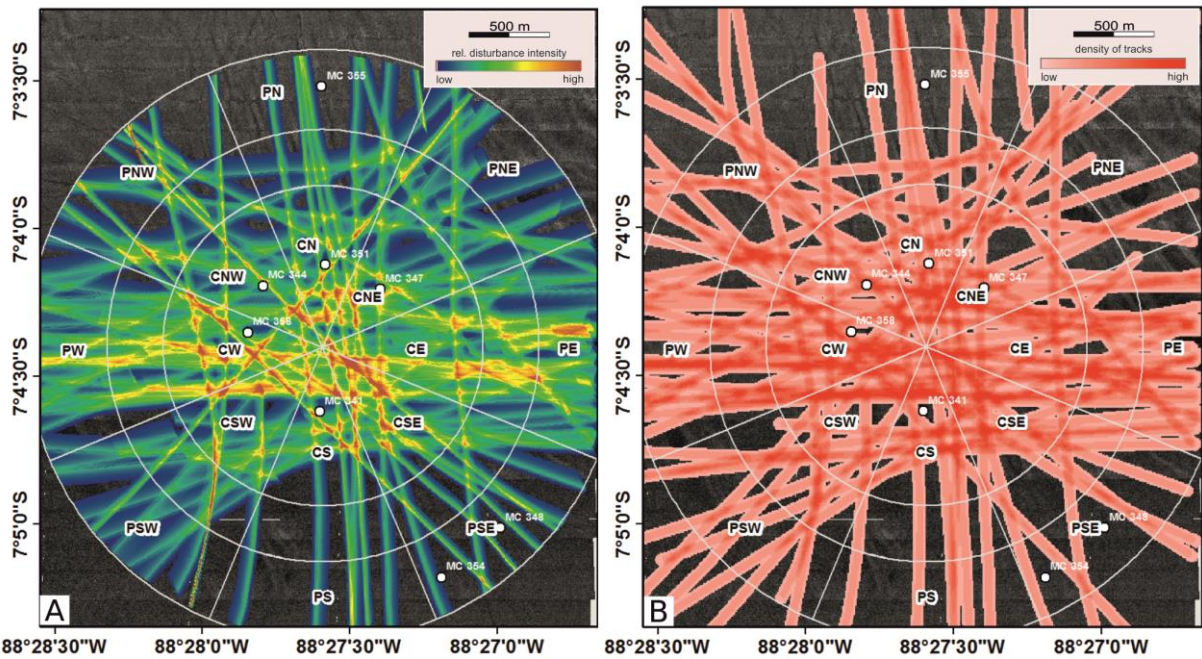 500 m
rel. disturbance intensity
low high
500 m
density of tracks
low high
7°3'30"S
7°4'0"S
7°4'30"S
7°5'0"S
PN
MC 355
PNW
PNE
CN
MC 351
CNW
MC 344
MC 347
CNE
MC 358
PW
CW
CE
PE
MC 341
CSW
CSE
CS
PSW
MC 348
PSE
MC 354
PS
A
88°28'30"W 88°28'0"W 88°27'30"W 88°27'0"W
7°3'30"S
7°4'0"S
7°4'30"S
7°5'0"S
PN
MC 355
PNW
PNE
CN
MC 351
CNW
MC 344
MC 347
CNE
MC 358
PW
CW
CE
PE
MC 341
CSW
CSE
CS
PSW
MC 348
PSE
MC 354
PS
B
88°28'30"W 88°28'0"W 88°27'30"W 88°27'0"W